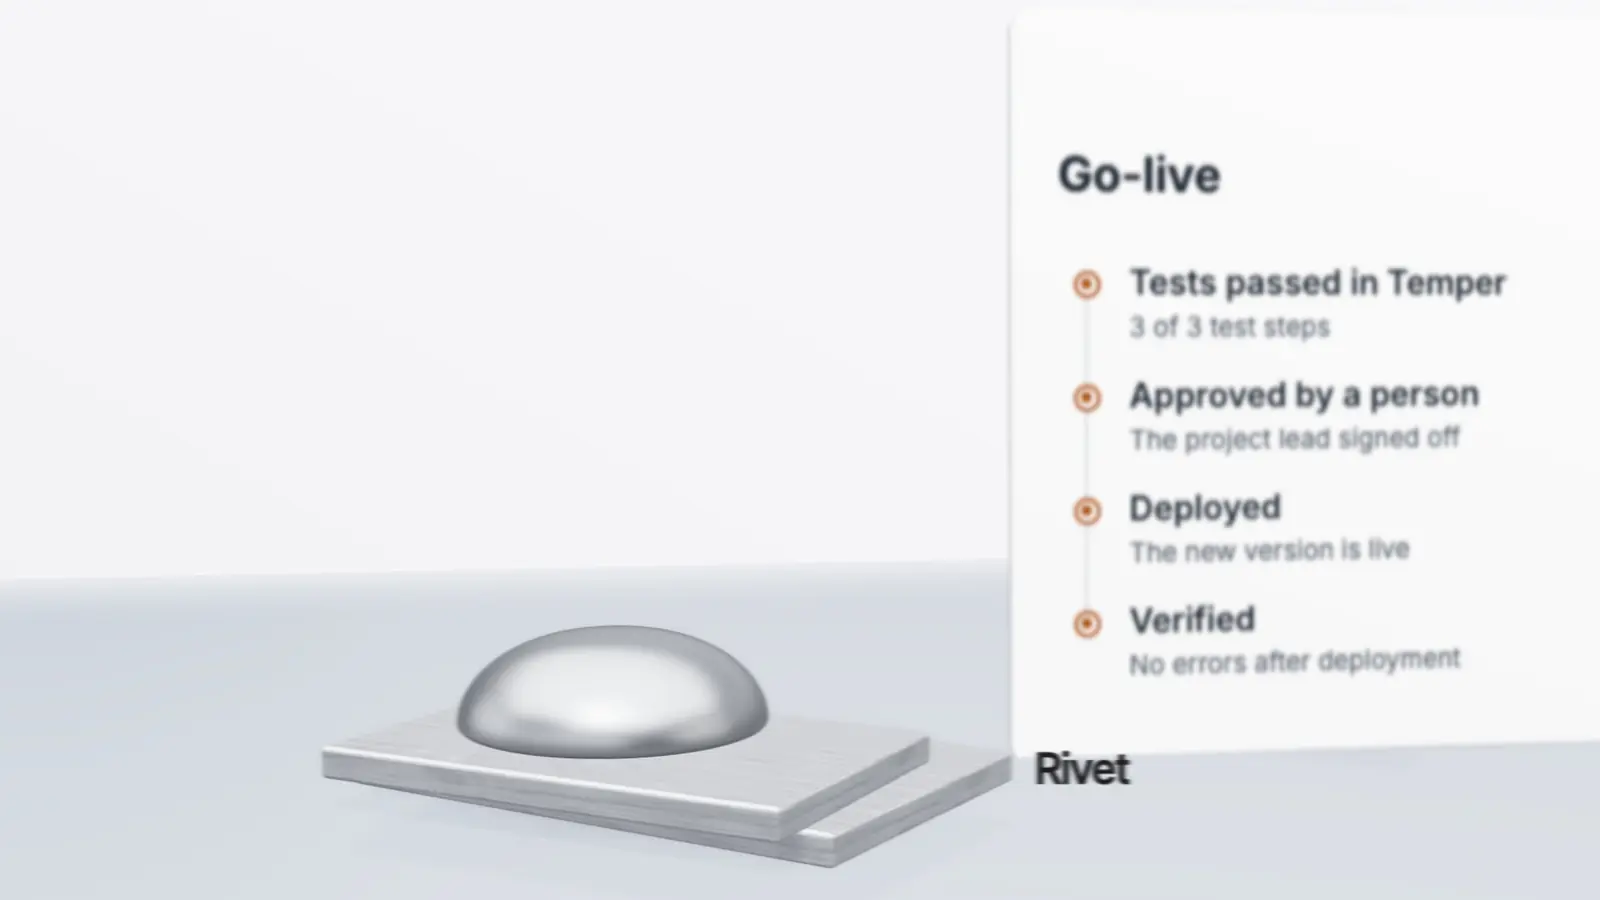 Go-live
Tests passed in Temper
3 of 3 test steps
Approved by a person
The project lead signed off
Deployed
The new version is live
Verified
No errors after deployment
Rivet